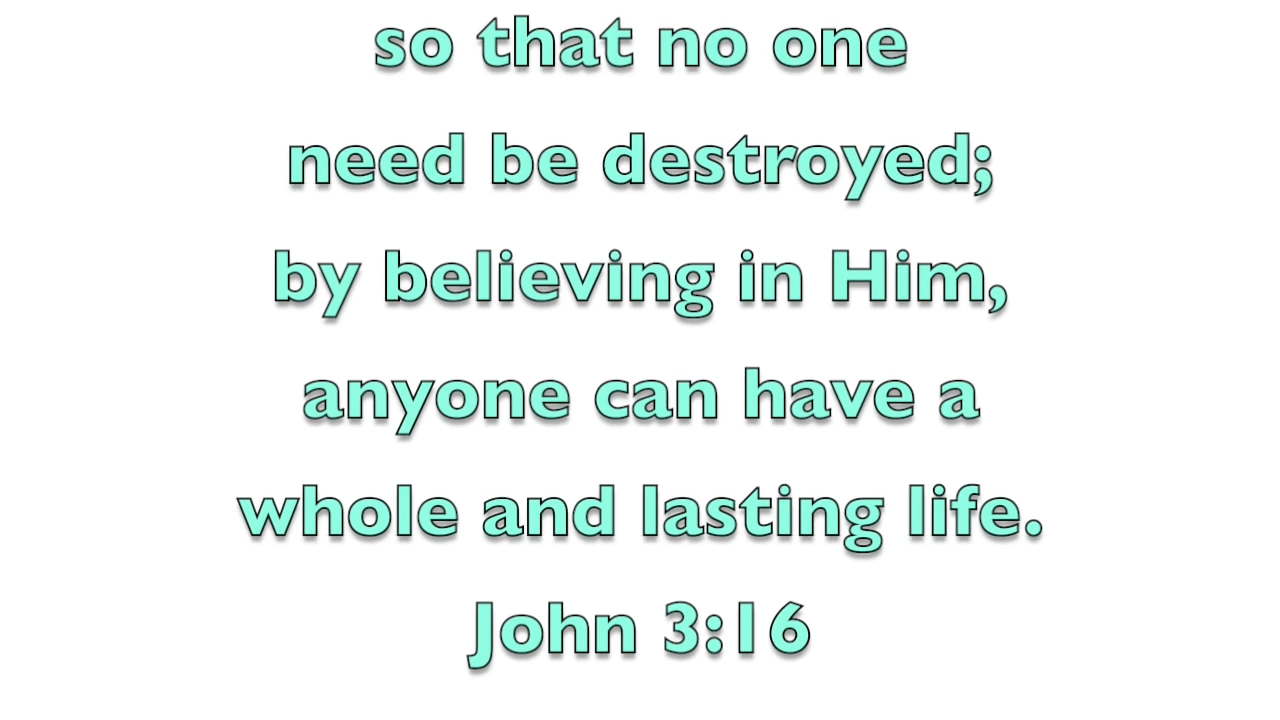 so that no one
need be destroyed;
by believing in Him,
anyone can have a
whole and lasting life.
John 3:16